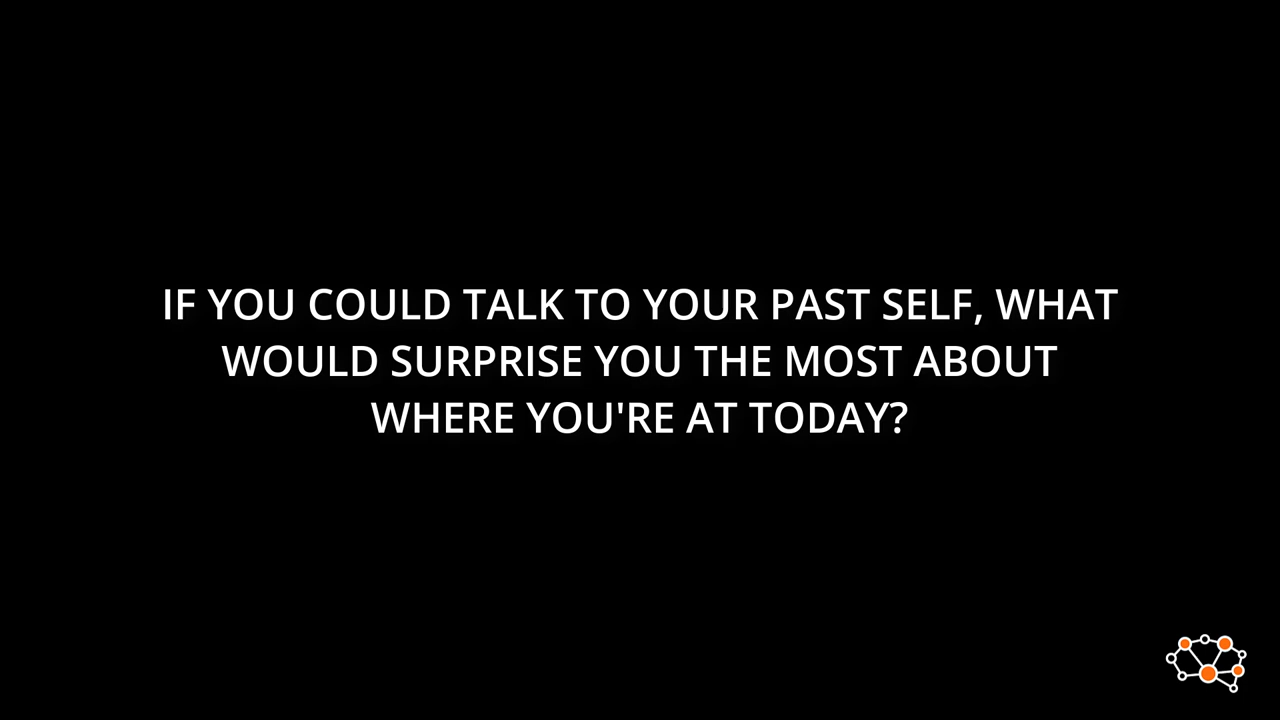 IF YOU COULD TALK TO YOUR PAST SELF, WHAT
WOULD SURPRISE YOU THE MOST ABOUT
WHERE YOU'RE AT TODAY?